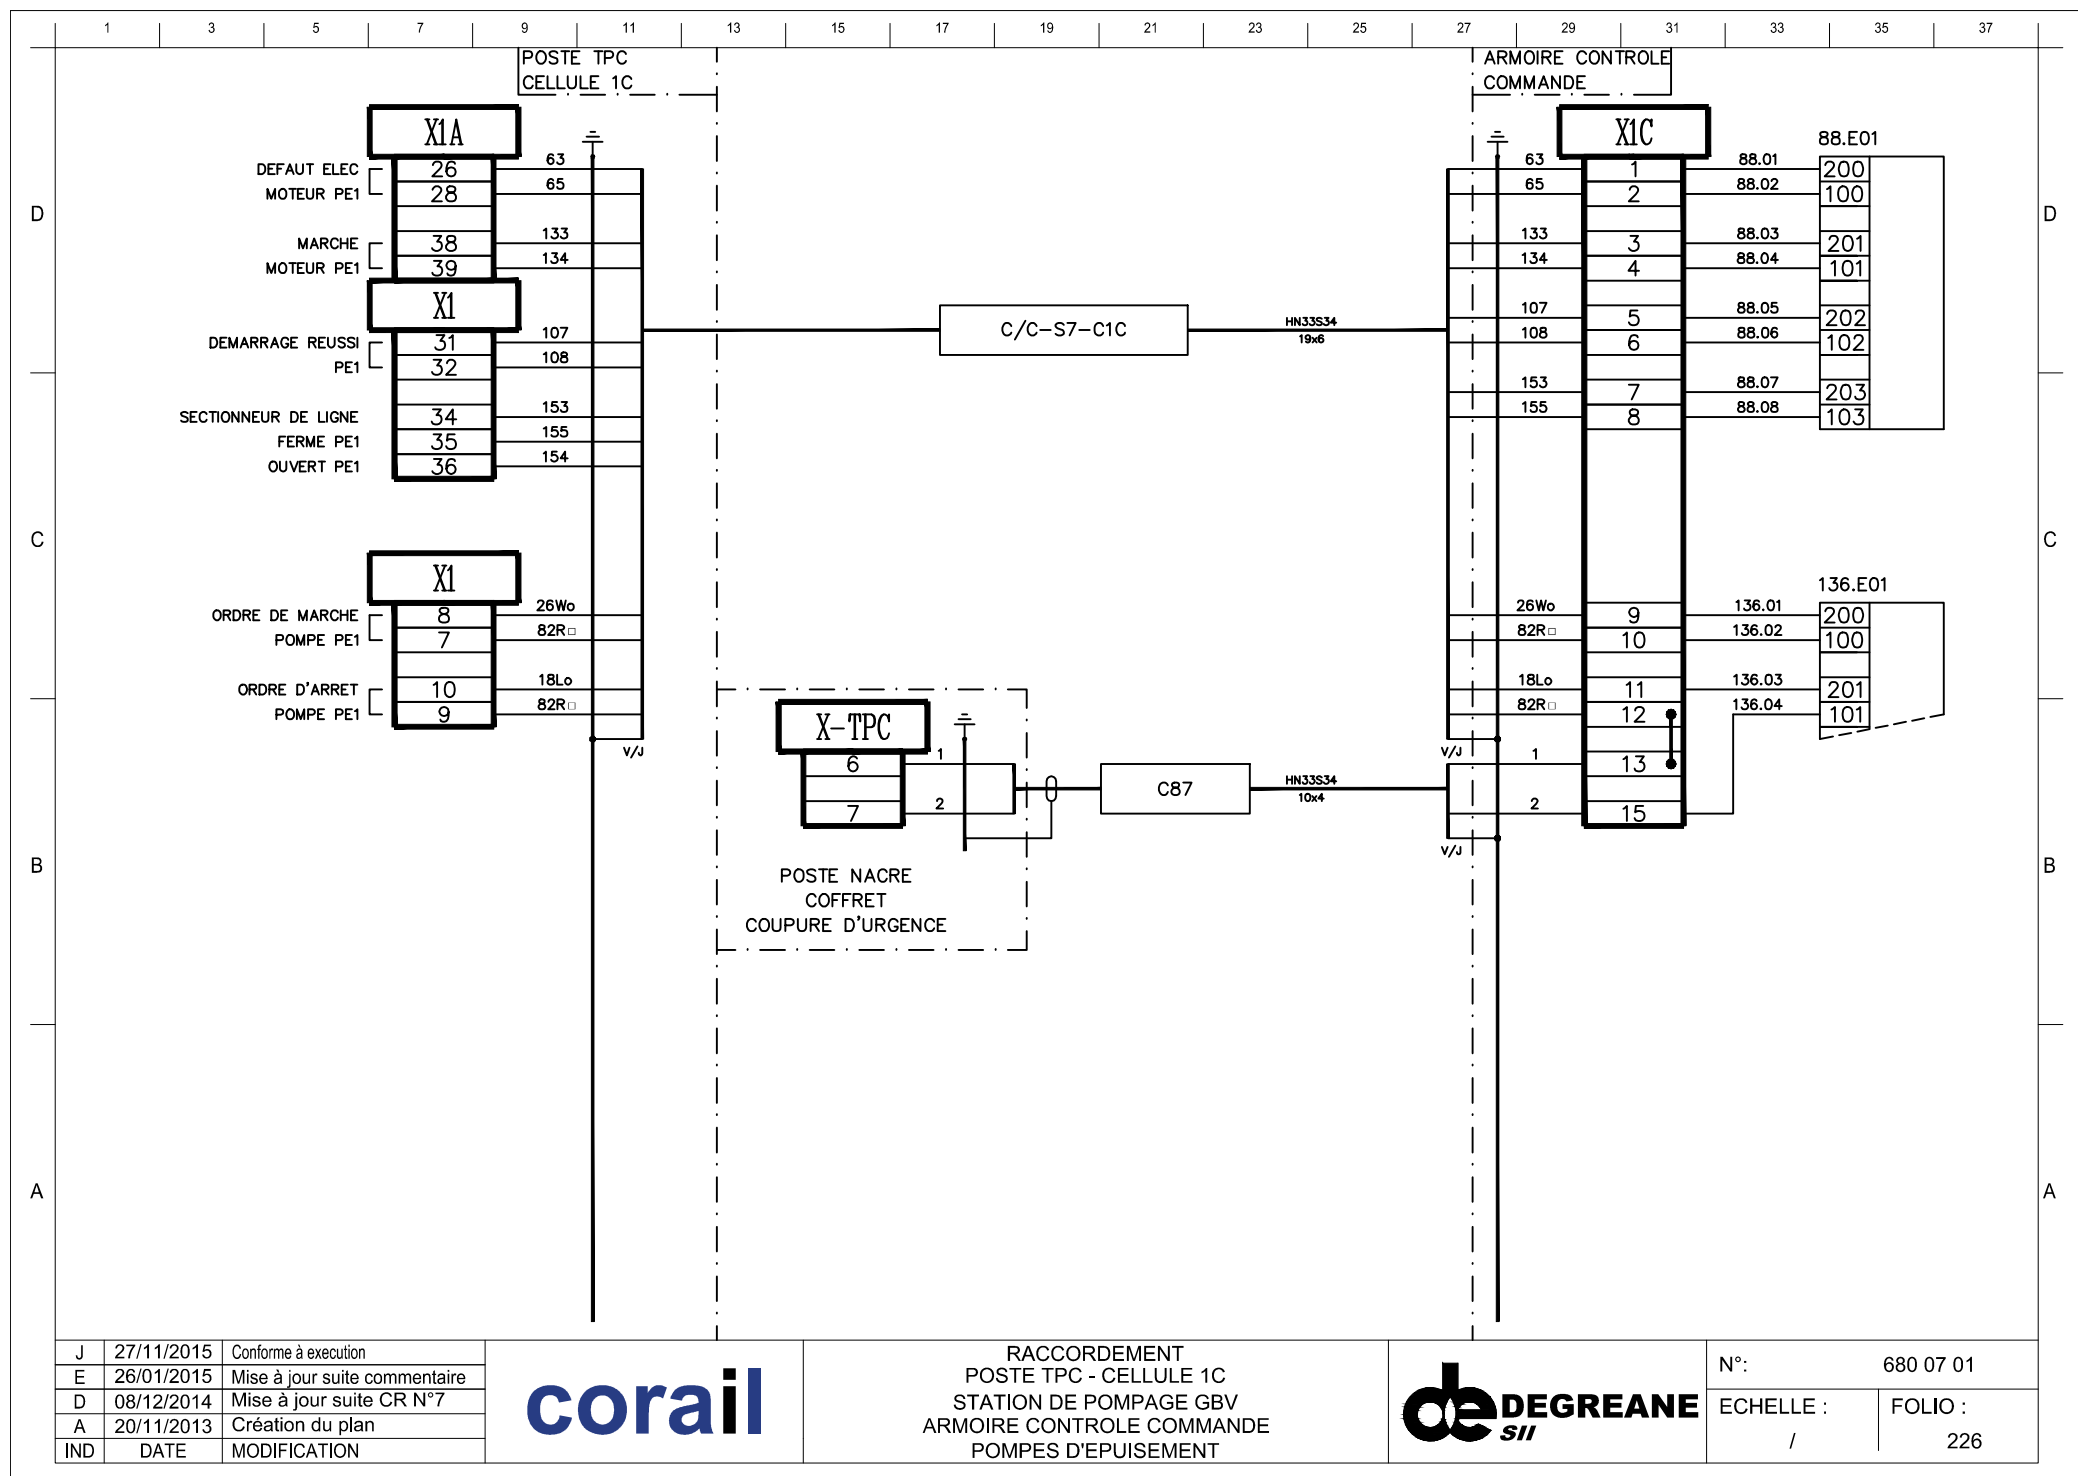 1 3 5 7 9 11 13 15 17 19 21 23 25 27 29 31 33 35 37
POSTE TPC
CELLULE 1C
ARMOIRE CONTROLE
COMMANDE
X1A
X1C
88.E01
DEFAUT ELEC 26 63 63 1 88.01 200
MOTEUR PE1 28 65 65 2 88.02 100
D D
MARCHE 38 133 133 3 88.03 201
MOTEUR PE1 39 134 134 4 88.04 101
X1
107 5 88.05 202
C/C-S7-C1C HN33S34
19x6
DEMARRAGE REUSSI 31 107 108 6 88.06 102
PE1 32 108
153 7 88.07 203
SECTIONNEUR DE LIGNE 34 153 155 8 88.08 103
FERME PE1 35 155
OUVERT PE1 36 154
C C
X1
136.E01
ORDRE DE MARCHE 8 26Wo 26Wo 9 136.01 200
POMPE PE1 7 82R□ 82R□ 10 136.02 100
ORDRE D'ARRET 10 18Lo 18Lo 11 136.03 201
POMPE PE1 9 82R□ 82R□ 12 136.04 101
X-TPC
V/J V/J
6 1 1 13
C87 HN33S34
10x4
7 2 2 15
V/J
B B
POSTE NACRE
COFFRET
COUPURE D'URGENCE
A A
J 27/11/2015 Conforme à execution
E 26/01/2015 Mise à jour suite commentaire
D 08/12/2014 Mise à jour suite CR N°7
A 20/11/2013 Création du plan
IND DATE MODIFICATION
corail
RACCORDEMENT
POSTE TPC - CELLULE 1C
STATION DE POMPAGE GBV
ARMOIRE CONTROLE COMMANDE
POMPES D'EPUISEMENT
de DEGREANE
SII
N°: 680 07 01
ECHELLE : FOLIO :
/ 226